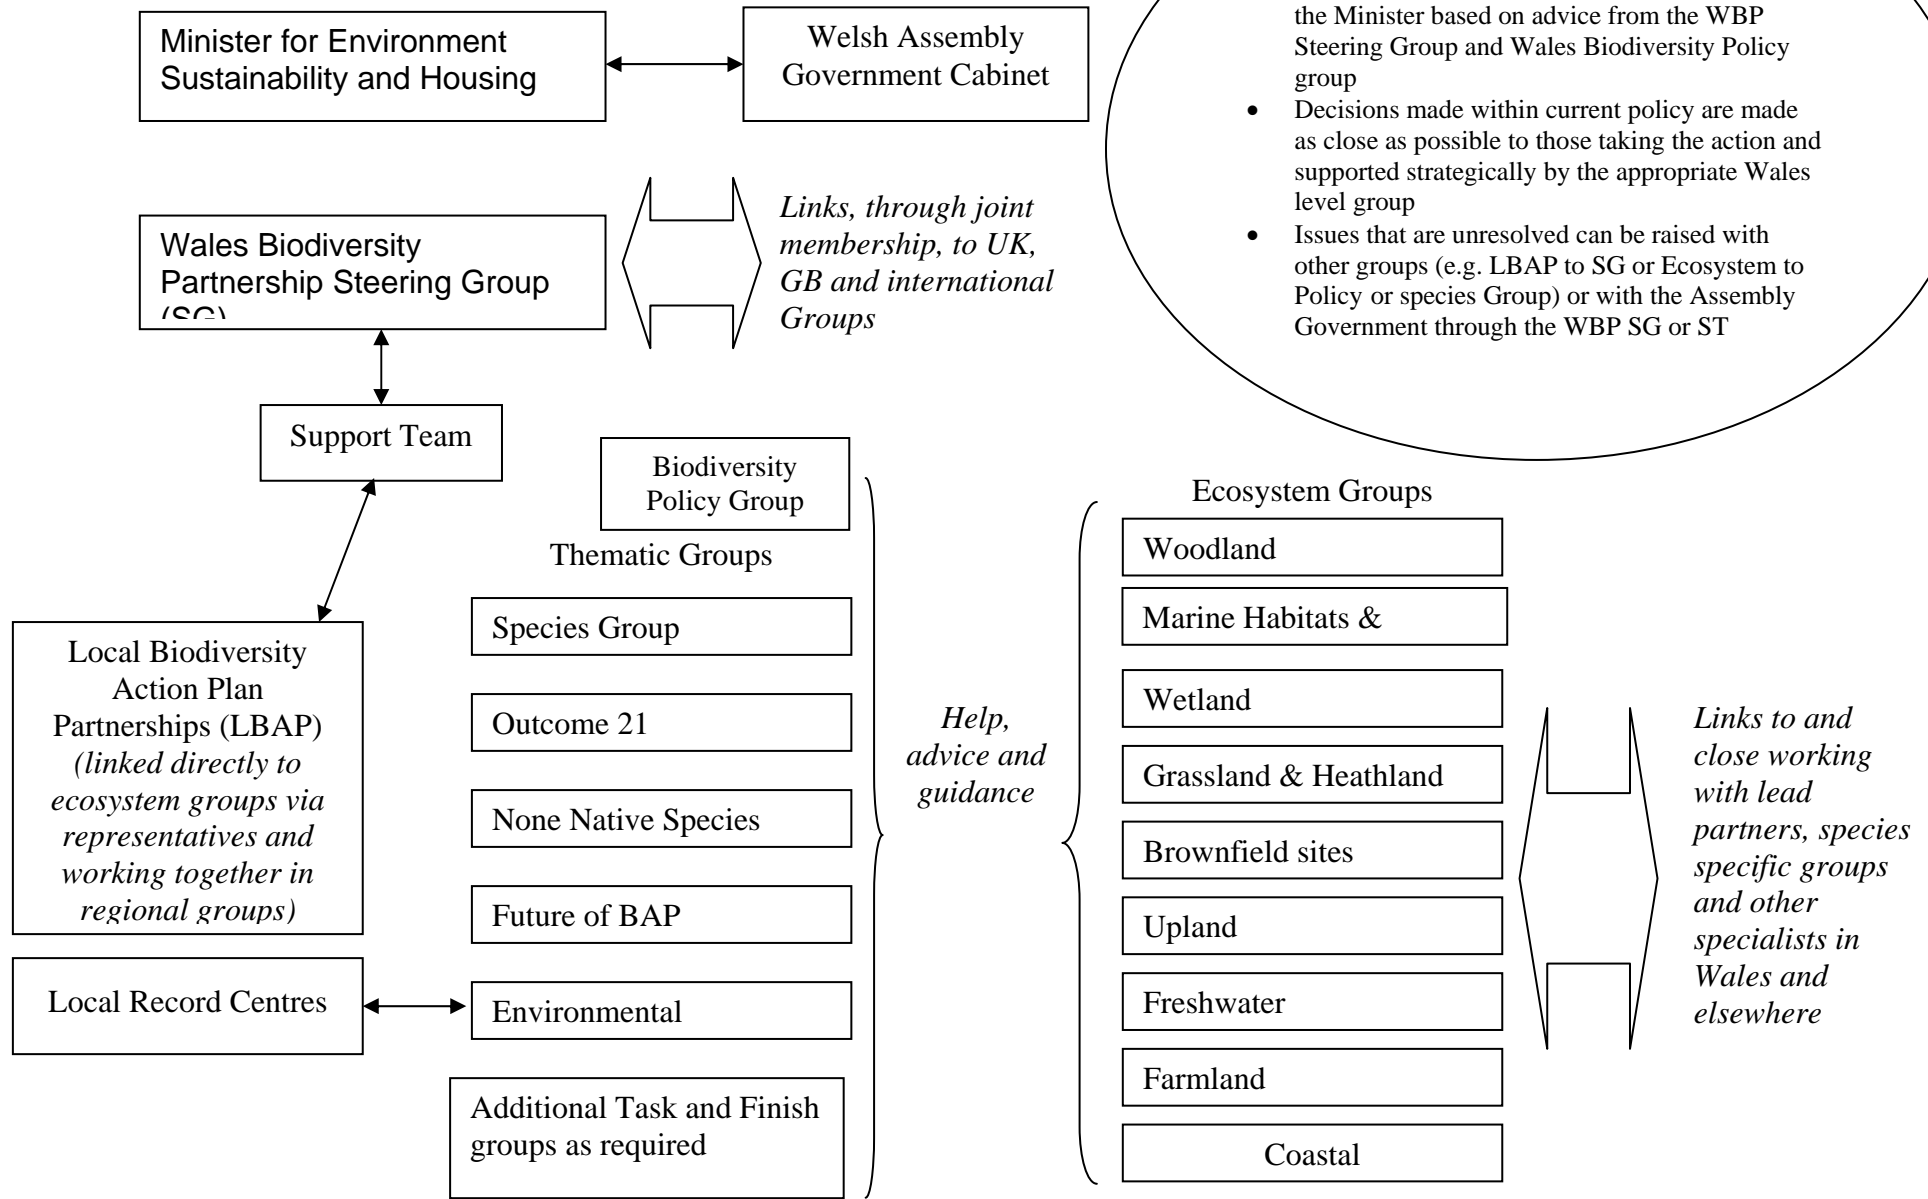 Minister for Environment
Sustainability and Housing
Welsh Assembly
Government Cabinet
the Minister based on advice from the WBP
Steering Group and Wales Biodiversity Policy
group
• Decisions made within current policy are made
as close as possible to those taking the action and
supported strategically by the appropriate Wales
level group
• Issues that are unresolved can be raised with
other groups (e.g. LBAP to SG or Ecosystem to
Policy or species Group) or with the Assembly
Government through the WBP SG or ST
Wales Biodiversity
Partnership Steering Group
(SG)
Links, through joint
membership, to UK,
GB and international
Groups
Support Team
Biodiversity
Policy Group
Thematic Groups
Local Biodiversity
Action Plan
Partnerships (LBAP)
(linked directly to
ecosystem groups via
representatives and
working together in
regional groups)
Local Record Centres
Species Group
Outcome 21
None Native Species
Future of BAP
Environmental
Additional Task and Finish
groups as required
Help,
advice and
guidance
Ecosystem Groups
Woodland
Marine Habitats &
Wetland
Grassland & Heathland
Brownfield sites
Upland
Freshwater
Farmland
Coastal
Links to and
close working
with lead
partners, species
specific groups
and other
specialists in
Wales and
elsewhere